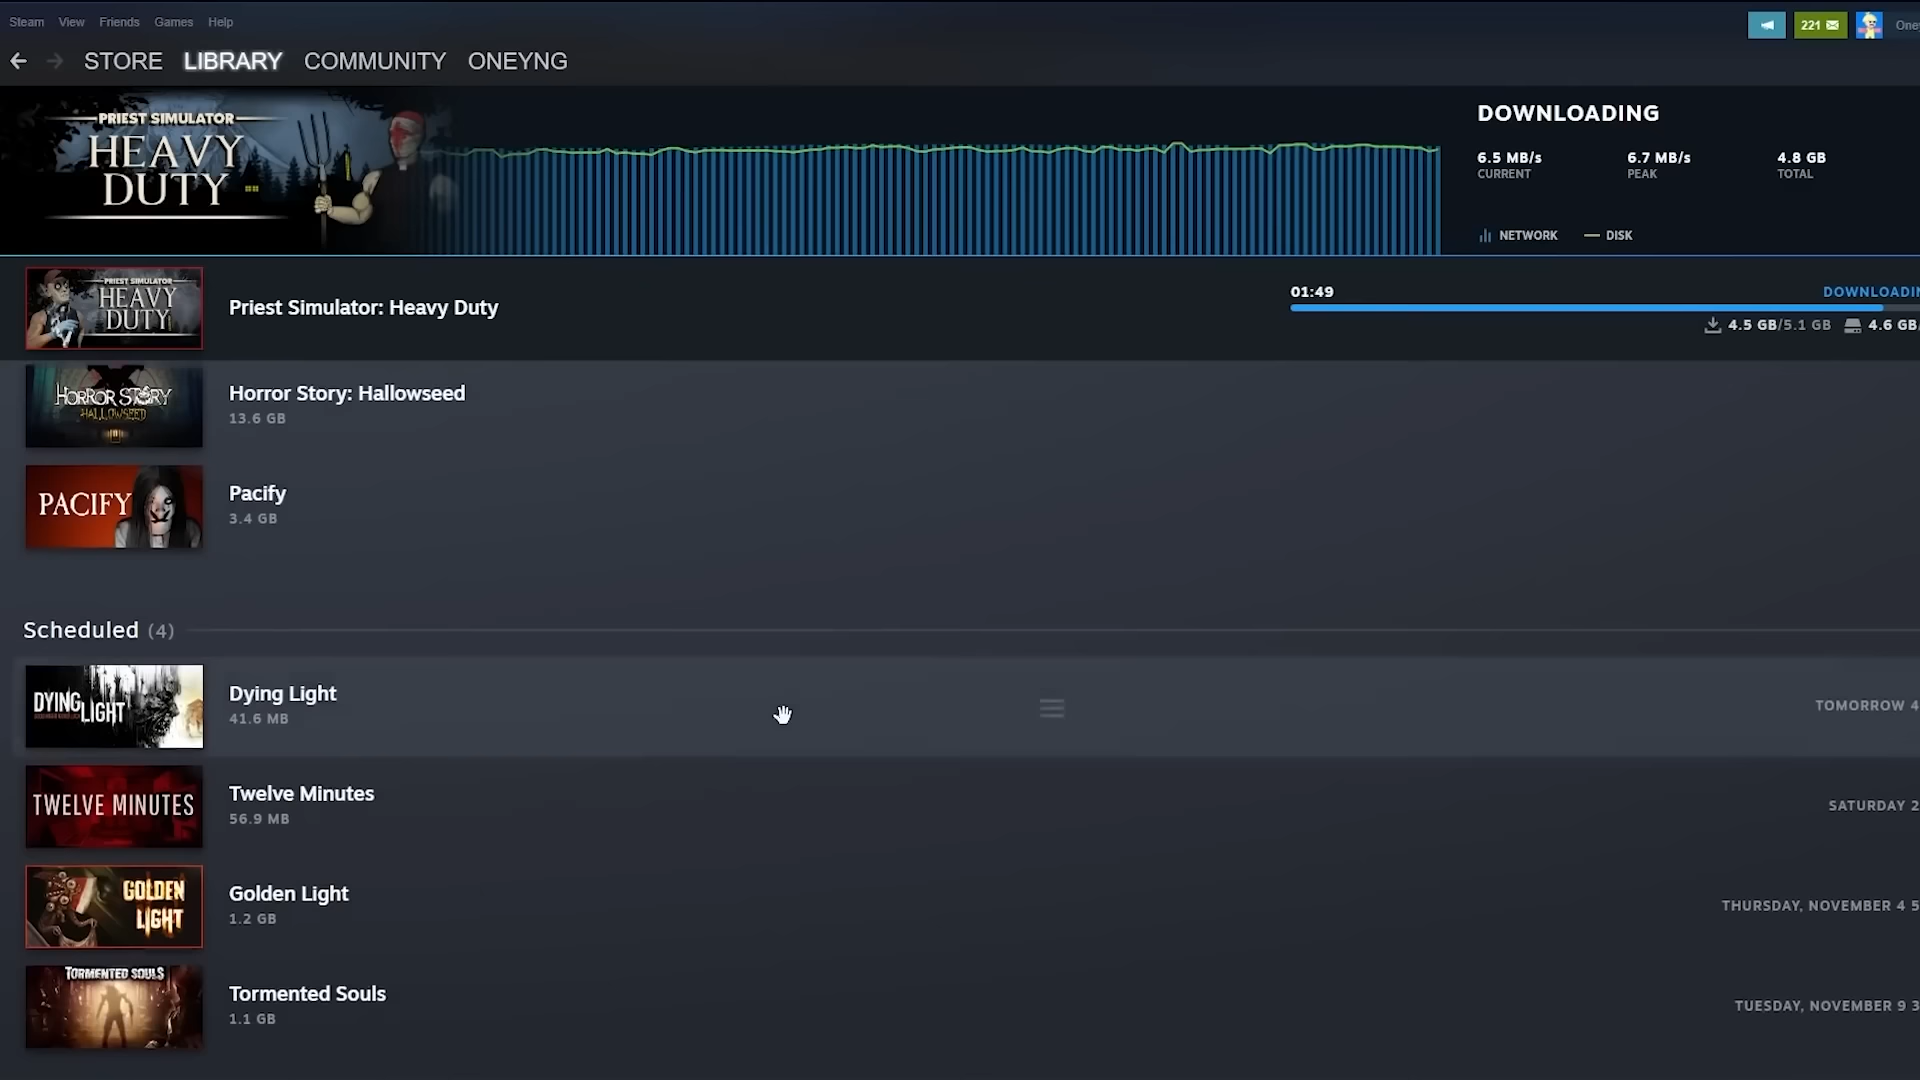 Steam View Friends Games Help
221
STORE LIBRARY COMMUNITY ONEYNG
PRIEST SIMULATOR
HEAVY
DUTY
DOWNLOADING
6.5 MB/s 6.7 MB/s 4.8 GB
CURRENT PEAK TOTAL
NETWORK DISK
PRIEST SIMULATOR
HEAVY
DUTY
Priest Simulator: Heavy Duty
01:49
DOWNLOADIN
4.5 GB/5.1 GB 4.6 GB/
HORROR STORY
HALLOWSEED
Horror Story: Hallowseed
13.6 GB
PACIFY
Pacify
3.4 GB
Scheduled (4)
DYING
LIGHT
Dying Light
41.6 MB
TOMORROW 4
TWELVE MINUTES
Twelve Minutes
56.9 MB
SATURDAY 2
GOLDEN
LIGHT
Golden Light
1.2 GB
THURSDAY, NOVEMBER 4 5
TORMENTED SOULS
Tormented Souls
1.1 GB
TUESDAY, NOVEMBER 9 3